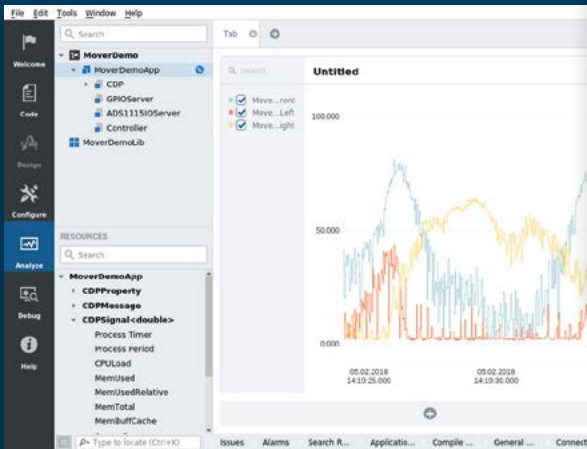 File Edit Tools Window Help
Search
Welcome
Code
Design
Configure
Analyze
Debug
Help
MoverDemo
MoverDemoApp
CDP
GPIOServer
ADS1115IOServer
Controller
MoverDemoLib
RESOURCES
Search
MoverDemoApp
CDPProperty
CDPMessage
CDPSignal<double>
Process Timer
Process Period
CPULoad
MemUsed
MemUsedRelative
MemTotal
MemBuffCache
Tab
search
Untitled
Move...ront
Move...Left
Move...ight
100.000
50.000
0.000
05.02.2018
14:19:25.000
05.02.2018
14:19:30.000
Type to locate (Ctrl+K)
Issues Alarms Search R... Applicatio... Compile ... General ... Connect